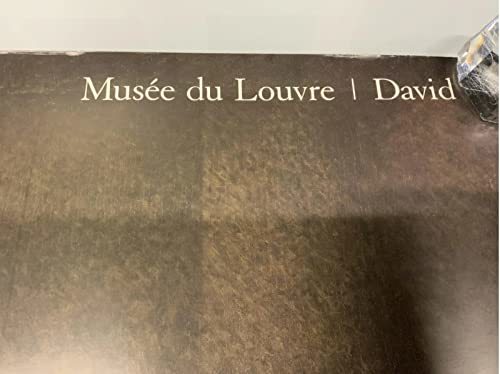 Musée du Louvre | David